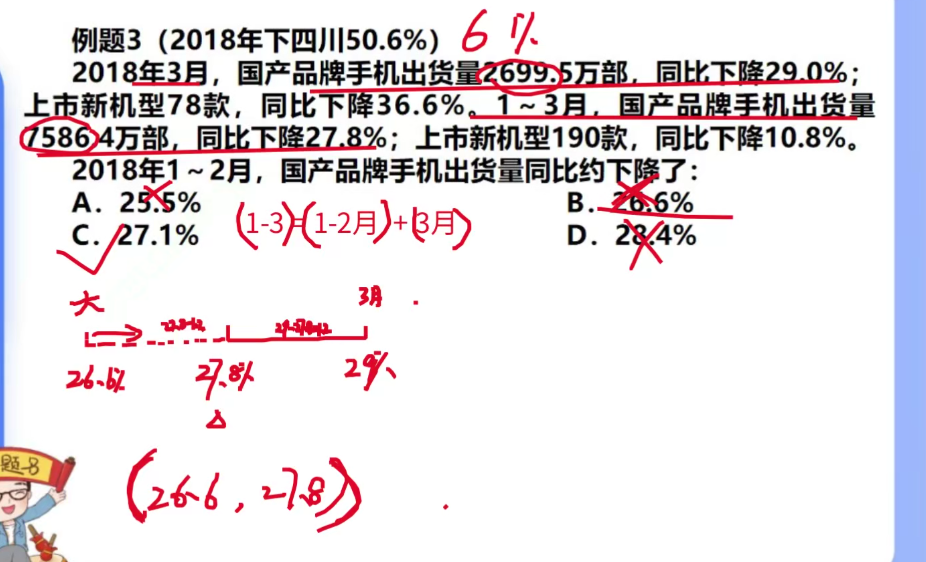 例题3（2018年下四川50.6%） 6%
2018年3月，国产品牌手机出货量2699.5万部，同比下降29.0%；
上市新机型78款，同比下降36.6%。1～3月，国产品牌手机出货量
7586.4万部，同比下降27.8%；上市新机型190款，同比下降10.8%。
2018年1～2月，国产品牌手机出货量同比约下降了：
A. 25.5% B. 26.6%
(1-3)=(1-2月)+(3月)
C. 27.1% D. 28.4%
大 3月
26.6% 27.8% 29%
(26.6, 27.8)
题